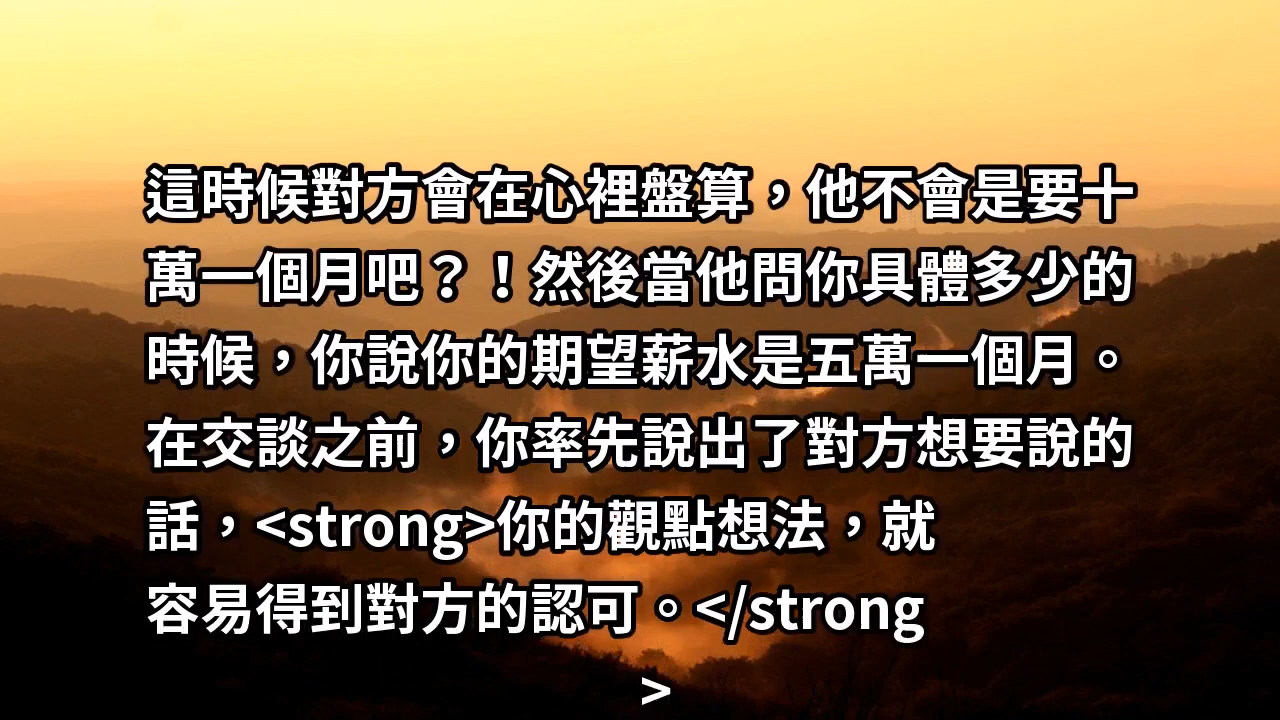 這時候對方會在心裡盤算，他不會是要十
萬一個月吧？！然後當他問你具體多少的
時候，你說你的期望薪水是五萬一個月。
在交談之前，你率先說出了對方想要說的
話，<strong>你的觀點想法，就
容易得到對方的認可。</strong
>